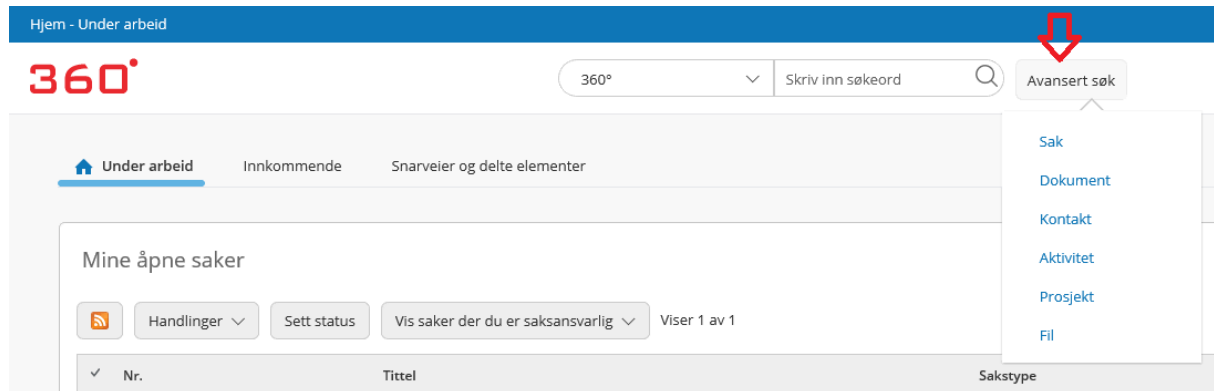 Hjem - Under arbeid
360°
360° Skriv inn søkeord Avansert søk
Sak
Dokument
Kontakt
Aktivitet
Prosjekt
Fil
Under arbeid Innkommende Snarveier og delte elementer
Mine åpne saker
Handlinger Sett status Vis saker der du er saksansvarlig Viser 1 av 1
Nr. Tittel Sakstype